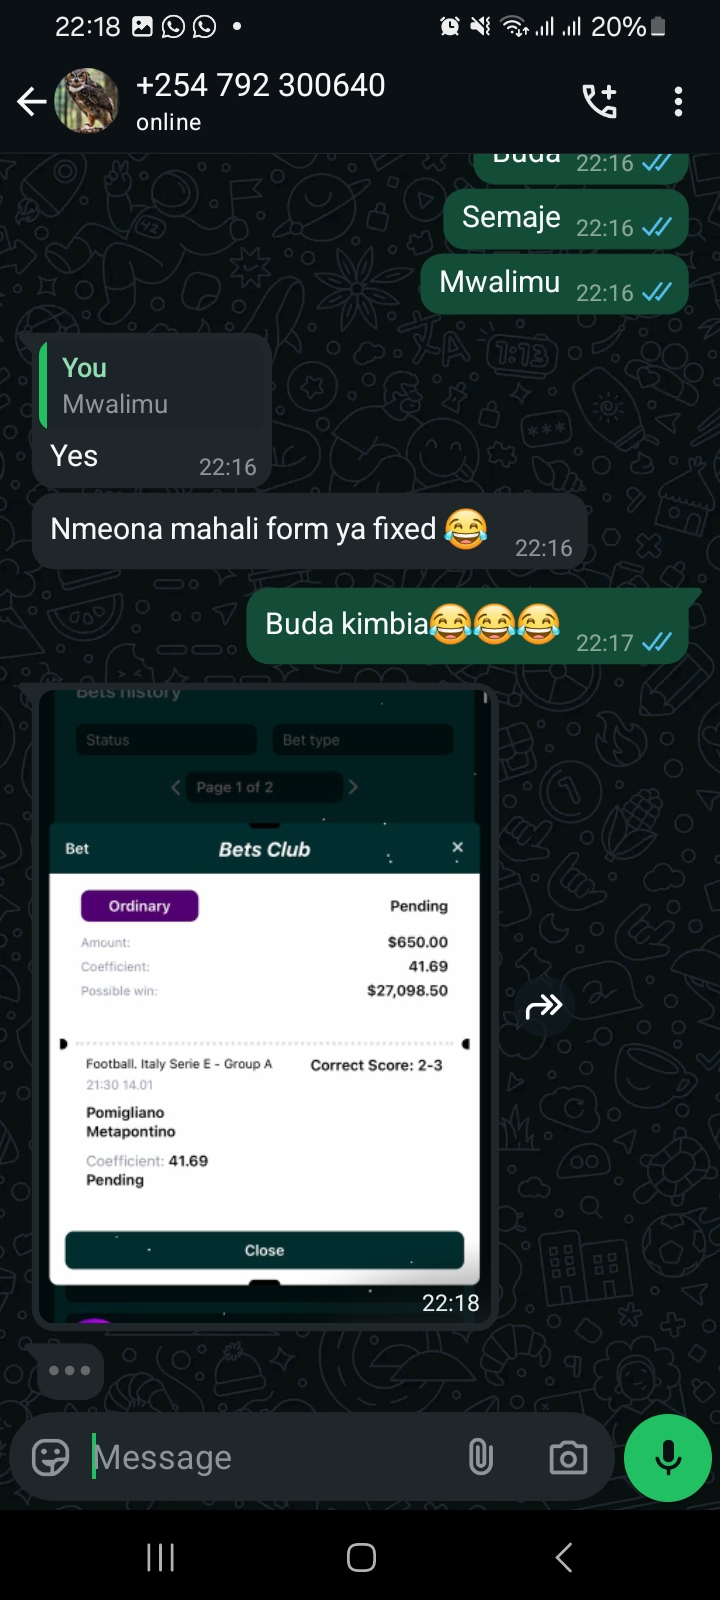 22:18
20%
+254 792 300640
online
Buda 22:16
Semaje 22:16
Mwalimu 22:16
You
Mwalimu
Yes 22:16
Nmeona mahali form ya fixed 😂 22:16
Buda kimbia😂😂😂 22:17
Bets history
Status Bet type
< Page 1 of 2 >
Bet Bets Club ×
Ordinary Pending
Amount: $650.00
Coefficient: 41.69
Possible win: $27,098.50
Football. Italy Serie E - Group A Correct Score: 2-3
21:30 14.01
Pomigliano
Metapontino
Coefficient: 41.69
Pending
Close
22:18
Message